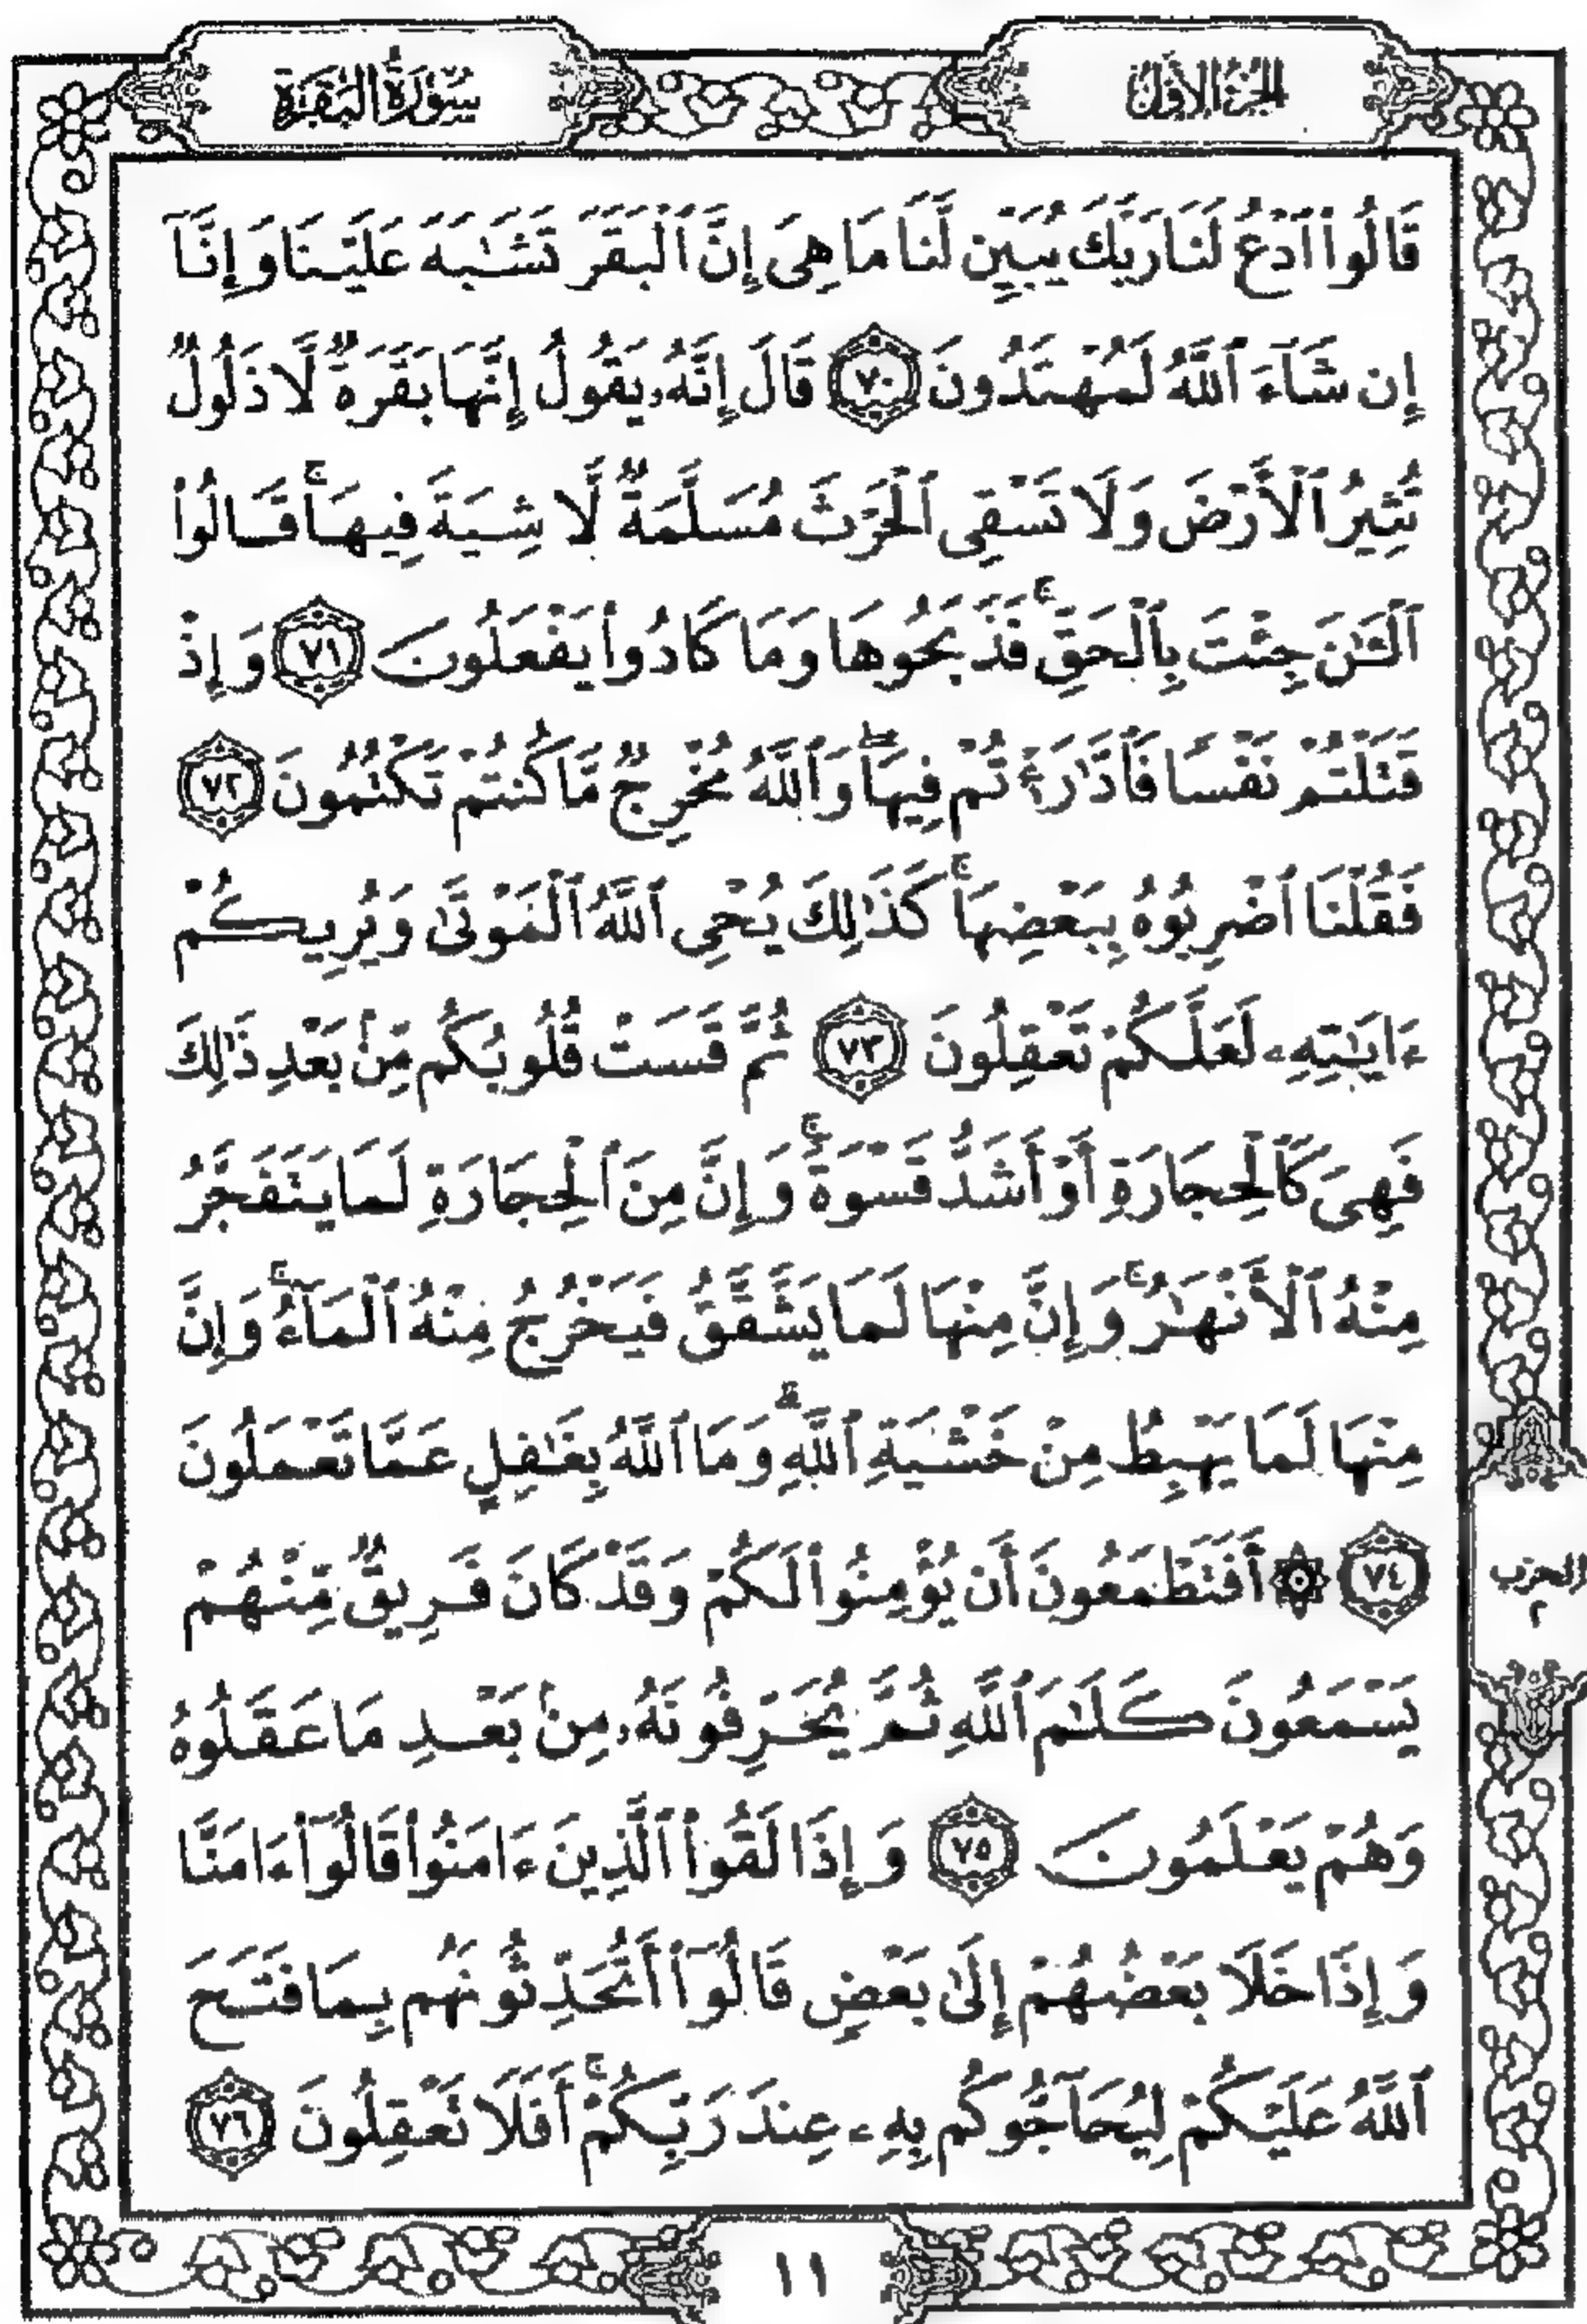 الجزء الأول
سورة البقرة
قَالُوا۟ ٱدْعُ لَنَا رَبَّكَ يُبَيِّن لَّنَا مَا هِىَ إِنَّ ٱلْبَقَرَ تَشَـٰبَهَ عَلَيْنَا وَإِنَّآ
إِن شَآءَ ٱللَّهُ لَمُهْتَدُونَ ٧٠ قَالَ إِنَّهُۥ يَقُولُ إِنَّهَا بَقَرَةٌ لَّا ذَلُولٌ
تُثِيرُ ٱلْأَرْضَ وَلَا تَسْقِى ٱلْحَرْثَ مُسَلَّمَةٌ لَّا شِيَةَ فِيهَا ۚ قَالُوا۟
ٱلْـَٔـٰنَ جِئْتَ بِٱلْحَقِّ ۚ فَذَبَحُوهَا وَمَا كَادُوا۟ يَفْعَلُونَ ٧١ وَإِذْ
قَتَلْتُمْ نَفْسًا فَٱدَّٰرَْٰٔتُمْ فِيهَا ۖ وَٱللَّهُ مُخْرِجٌ مَّا كُنتُمْ تَكْتُمُونَ ٧٢
فَقُلْنَا ٱضْرِبُوهُ بِبَعْضِهَا ۚ كَذَٰلِكَ يُحْىِ ٱللَّهُ ٱلْمَوْتَىٰ وَيُرِيكُمْ
ءَايَـٰتِهِۦ لَعَلَّكُمْ تَعْقِلُونَ ٧٣ ثُمَّ قَسَتْ قُلُوبُكُم مِّنۢ بَعْدِ ذَٰلِكَ
فَهِىَ كَٱلْحِجَارَةِ أَوْ أَشَدُّ قَسْوَةً ۚ وَإِنَّ مِنَ ٱلْحِجَارَةِ لَمَا يَتَفَجَّرُ
مِنْهُ ٱلْأَنْهَـٰرُ ۚ وَإِنَّ مِنْهَا لَمَا يَشَّقَّقُ فَيَخْرُجُ مِنْهُ ٱلْمَآءُ ۚ وَإِنَّ
مِنْهَا لَمَا يَهْبِطُ مِنْ خَشْيَةِ ٱللَّهِ ۗ وَمَا ٱللَّهُ بِغَـٰفِلٍ عَمَّا تَعْمَلُونَ
٧٤ ۞ أَفَتَطْمَعُونَ أَن يُؤْمِنُوا۟ لَكُمْ وَقَدْ كَانَ فَرِيقٌ مِّنْهُمْ
الحزب ٢
يَسْمَعُونَ كَلَـٰمَ ٱللَّهِ ثُمَّ يُحَرِّفُونَهُۥ مِنۢ بَعْدِ مَا عَقَلُوهُ
وَهُمْ يَعْلَمُونَ ٧٥ وَإِذَا لَقُوا۟ ٱلَّذِينَ ءَامَنُوا۟ قَالُوٓا۟ ءَامَنَّا
وَإِذَا خَلَا بَعْضُهُمْ إِلَىٰ بَعْضٍ قَالُوٓا۟ أَتُحَدِّثُونَهُم بِمَا فَتَحَ
ٱللَّهُ عَلَيْكُمْ لِيُحَآجُّوكُم بِهِۦ عِندَ رَبِّكُمْ ۚ أَفَلَا تَعْقِلُونَ ٧٦
١١